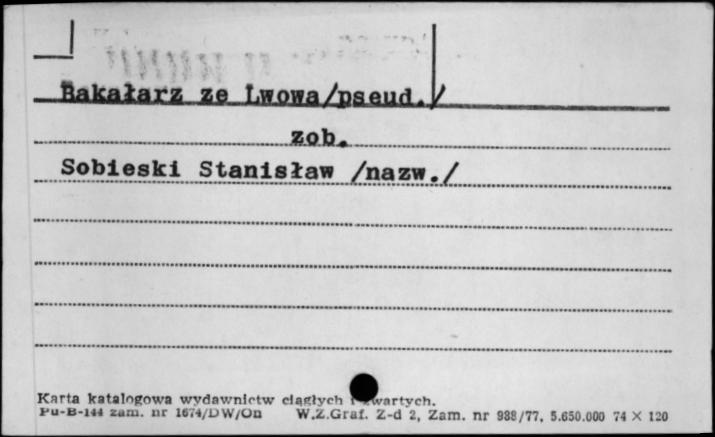 Bakałarz ze Lwowa/pseud./
zob.
Sobieski Stanisław /nazw./
Karta katalogowa wydawnictw ciągłych i zwartych.
Pu-B-144 zam. nr 1674/DW/On W.Z.Graf. Z-d 2, Zam. nr 988/77, 5.650.000 74 × 120